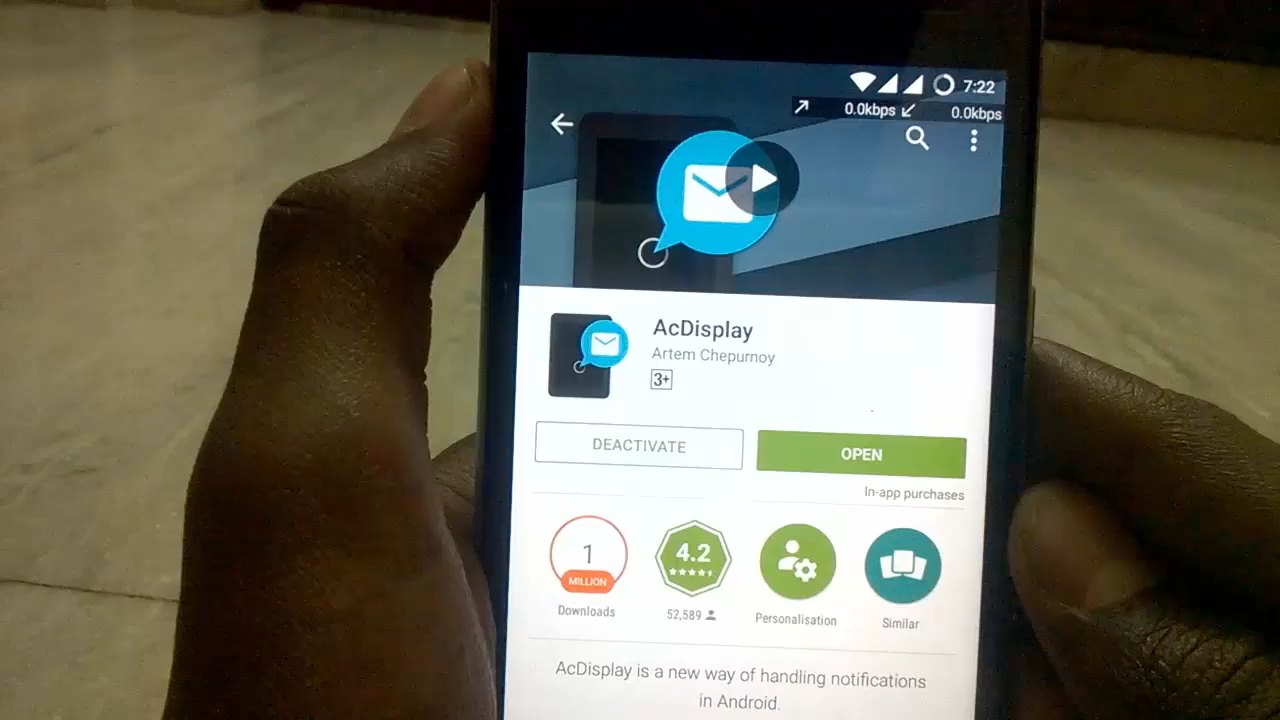 7:22
0.0kbps 0.0kbps
AcDisplay
Artem Chepurnoy
3+
DEACTIVATE
OPEN
In-app purchases
1
MILLION
Downloads
4.2
52,589
Personalisation
Similar
AcDisplay is a new way of handling notifications
in Android.